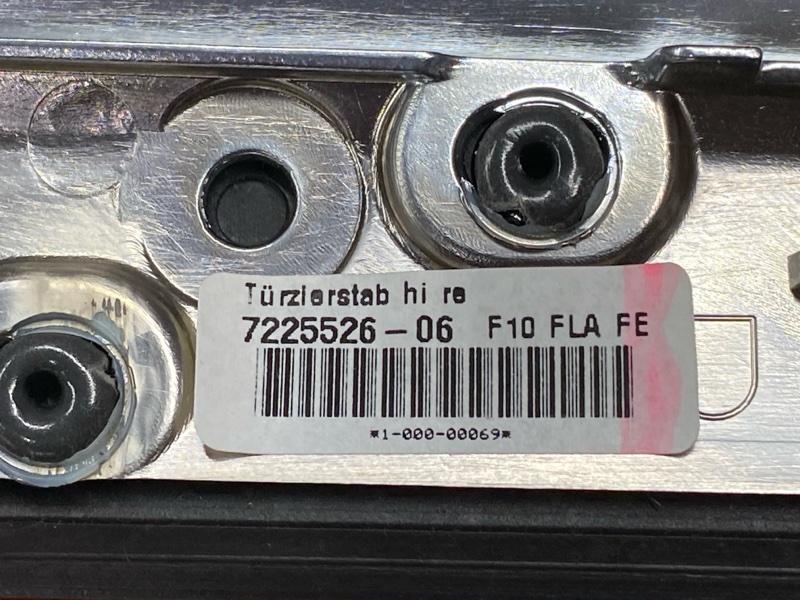 Türzierstab hi re
7225526-06 F10 FLA FE
*1-000-00069*